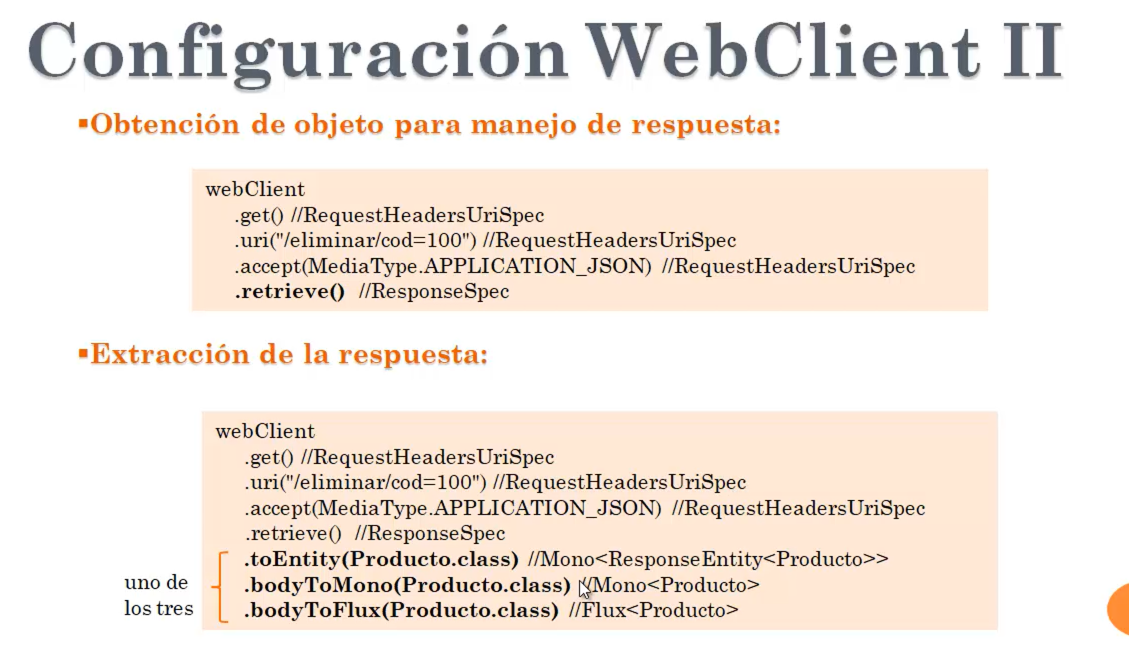 Configuración WebClient II
▪Obtención de objeto para manejo de respuesta:
webClient
.get() //RequestHeadersUriSpec
.uri("/eliminar/cod=100") //RequestHeadersUriSpec
.accept(MediaType.APPLICATION_JSON) //RequestHeadersUriSpec
.retrieve() //ResponseSpec
▪Extracción de la respuesta:
webClient
.get() //RequestHeadersUriSpec
.uri("/eliminar/cod=100") //RequestHeadersUriSpec
.accept(MediaType.APPLICATION_JSON) //RequestHeadersUriSpec
.retrieve() //ResponseSpec
.toEntity(Producto.class) //Mono<ResponseEntity<Producto>>
.bodyToMono(Producto.class) //Mono<Producto>
.bodyToFlux(Producto.class) //Flux<Producto>
uno de
los tres